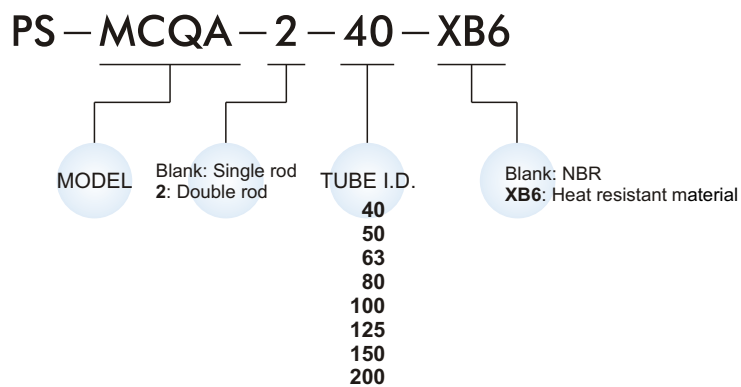 PS－MCQA－2－40－XB6
MODEL
Blank: Single rod
2: Double rod
TUBE I.D.
40
50
63
80
100
125
150
200
Blank: NBR
XB6: Heat resistant material